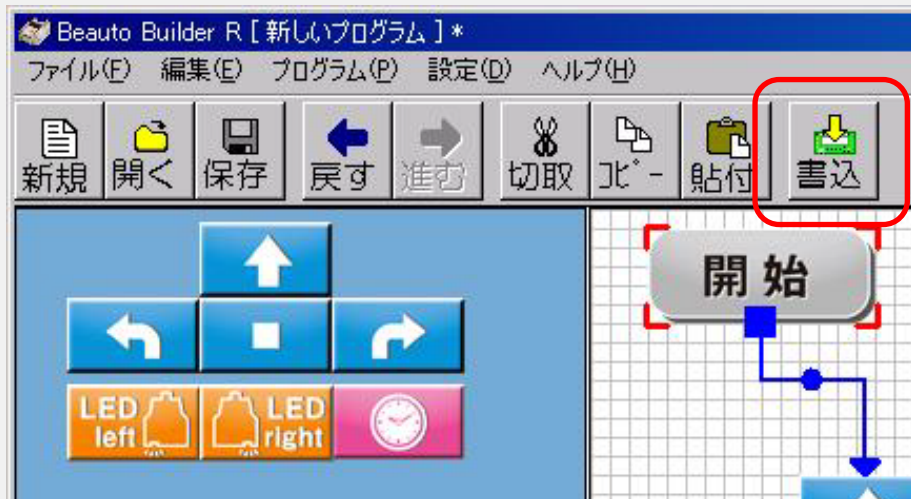 Beauto Builder R [ 新しいプログラム ] *
ファイル(F) 編集(E) プログラム(P) 設定(D) ヘルプ(H)
新規 開く 保存 戻す 進む 切取 コピー 貼付 書込
開始
LED left LED right